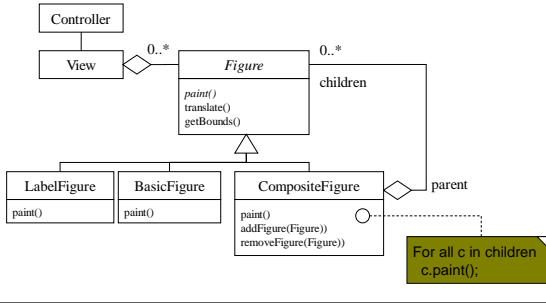 Controller
View
0..*
Figure
0..*
children
paint()
translate()
getBounds()
LabelFigure
paint()
BasicFigure
paint()
CompositeFigure
parent
paint()
addFigure(Figure))
removeFigure(Figure))
For all c in children
c.paint();